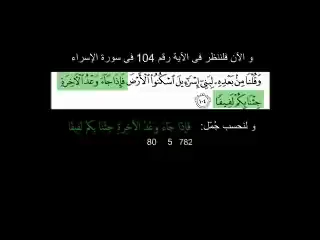 و الآن فلننظر فى الآية رقم 104 فى سورة الإسراء
وَقُلْنَا مِنۢ بَعْدِهِۦ لِبَنِىٓ إِسْرَٰٓءِيلَ ٱسْكُنُوا۟ ٱلْأَرْضَ فَإِذَا جَآءَ وَعْدُ ٱلْـَٔاخِرَةِ
جِئْنَا بِكُمْ لَفِيفًا ١٠٤
و لنحسب جُمّل: فَإِذَا جَآءَ وَعْدُ ٱلْـَٔاخِرَةِ جِئْنَا بِكُمْ لَفِيفًا
80 5 782